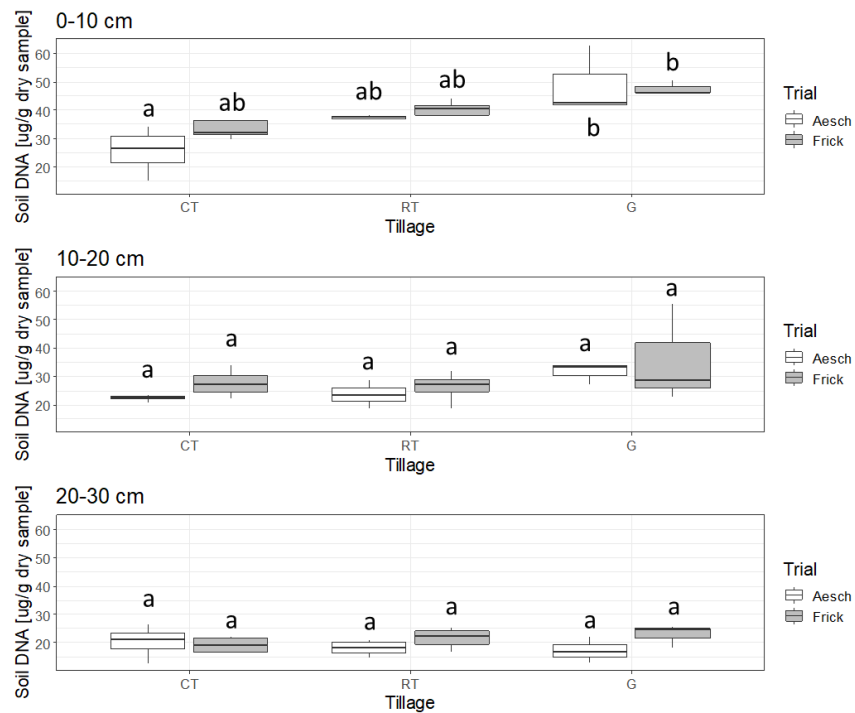 0-10 cm
Soil DNA [ug/g dry sample]
60
50
40
30
20
a
ab
ab
ab
b
b
CT
RT
G
Tillage
Trial
Aesch
Frick
10-20 cm
Soil DNA [ug/g dry sample]
60
50
40
30
20
a
a
a
a
a
a
CT
RT
G
Tillage
Trial
Aesch
Frick
20-30 cm
Soil DNA [ug/g dry sample]
60
50
40
30
20
a
a
a
a
a
a
CT
RT
G
Tillage
Trial
Aesch
Frick